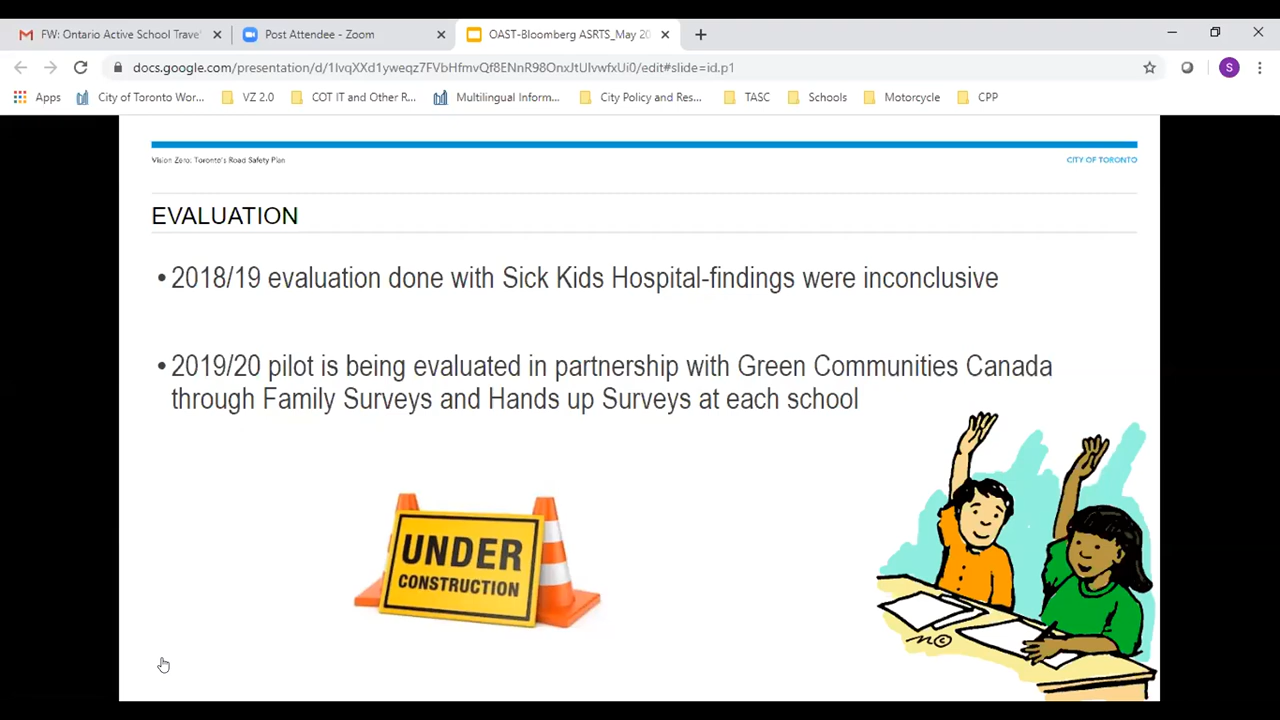 FW: Ontario Active School Trave
Post Attendee - Zoom
OAST-Bloomberg ASRTS_May 20
docs.google.com/presentation/d/1IvqXXd1yweqz7FVbHfmvQf8ENnR98OnxJtUIvwfxUi0/edit#slide=id.p1
S
Apps
City of Toronto Wor...
VZ 2.0
COT IT and Other R...
Multilingual Inform...
City Policy and Res...
TASC
Schools
Motorcycle
CPP
Vision Zero: Toronto's Road Safety Plan
CITY OF TORONTO
EVALUATION
• 2018/19 evaluation done with Sick Kids Hospital-findings were inconclusive
• 2019/20 pilot is being evaluated in partnership with Green Communities Canada
through Family Surveys and Hands up Surveys at each school
UNDER
CONSTRUCTION